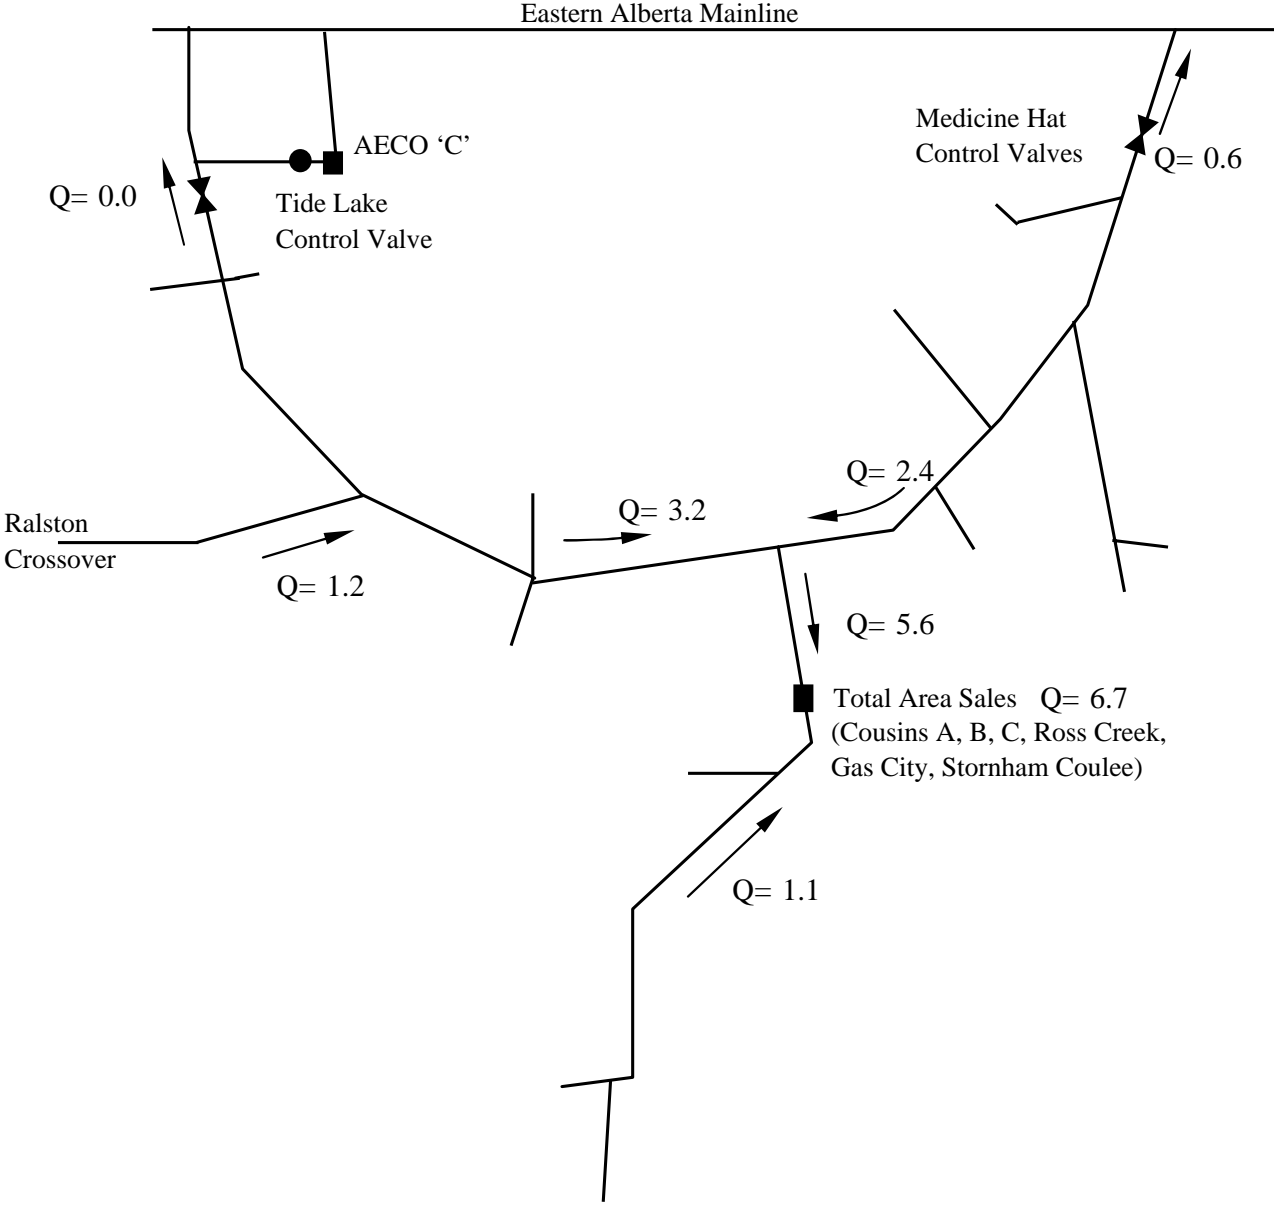 Eastern Alberta Mainline
AECO ‘C’
Medicine Hat
Control Valves
Q= 0.6
Q= 0.0
Tide Lake
Control Valve
Q= 2.4
Q= 3.2
Ralston
Crossover
Q= 1.2
Q= 5.6
Total Area Sales Q= 6.7
(Cousins A, B, C, Ross Creek,
Gas City, Stornham Coulee)
Q= 1.1